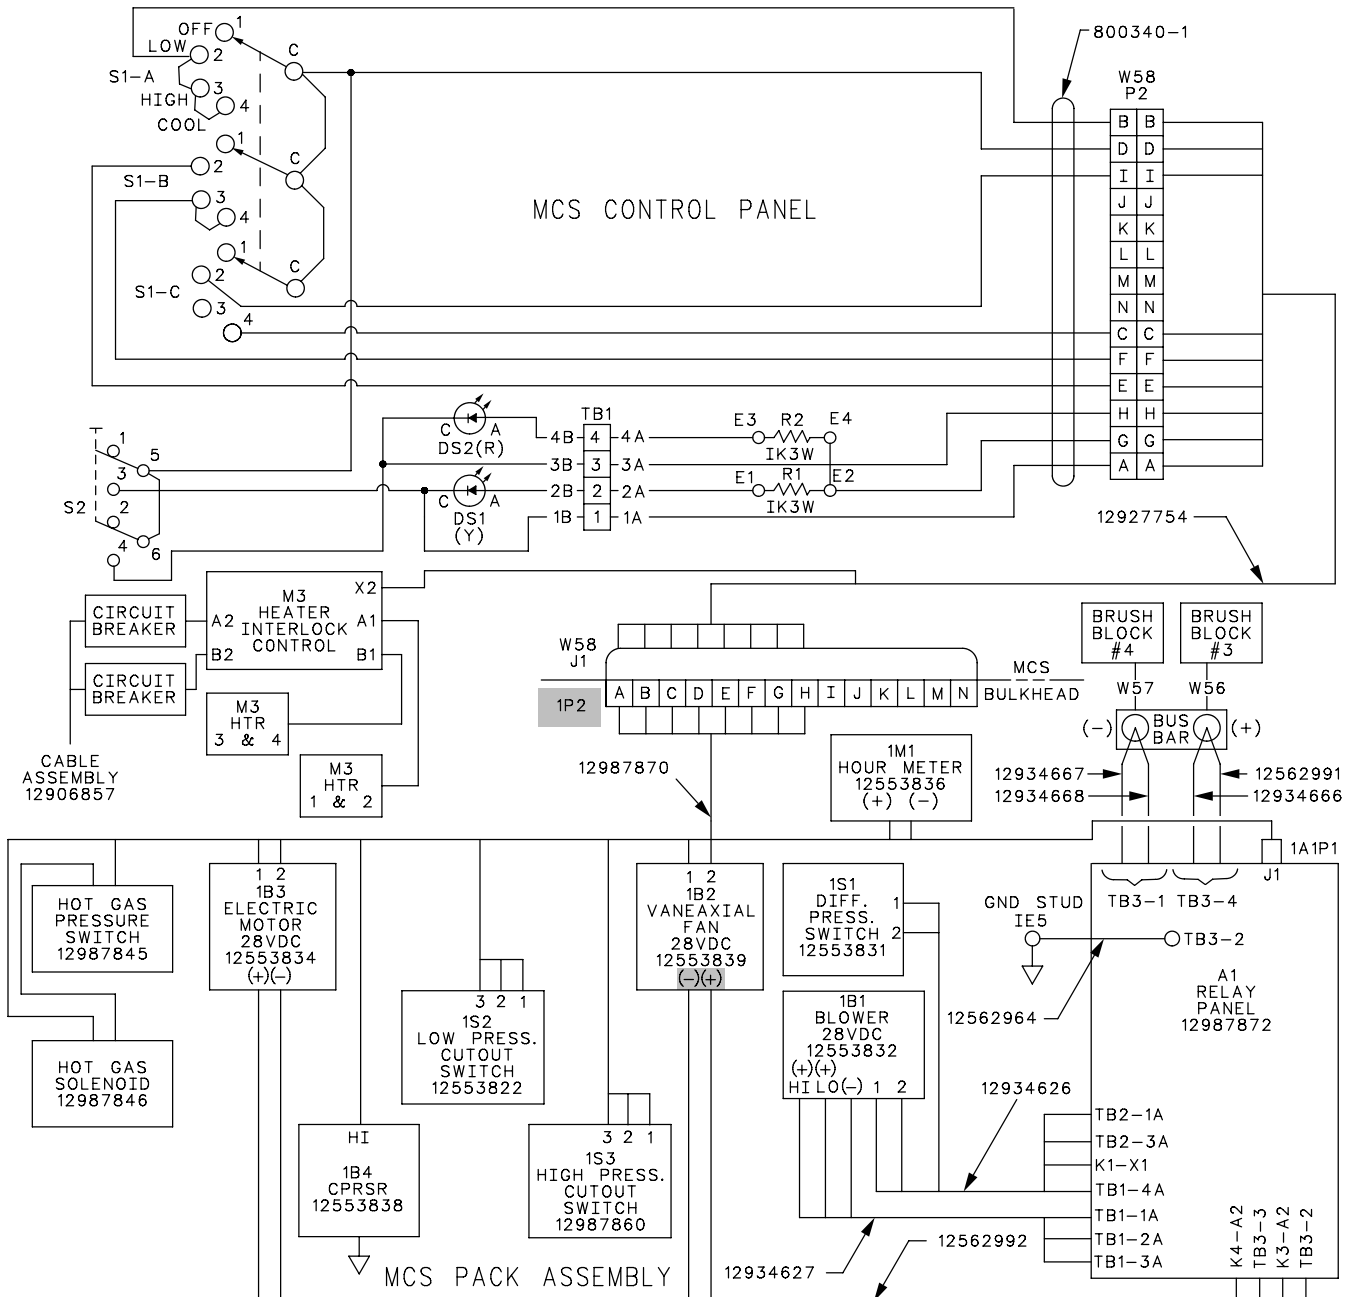 OFF 1
LOW 2
S1-A
HIGH 3
4
COOL
C
1
C
2
S1-B
3
4
1
C
2
S1-C
3
4
MCS CONTROL PANEL
800340-1
W58
P2
B B
D D
I I
J J
K K
L L
M M
N N
C C
F F
E E
H H
G G
A A
1
5
3
S2
2
4
6
C A
DS2(R)
C A
DS1
(Y)
TB1
4B 4 4A
3B 3 3A
2B 2 2A
1B 1 1A
E3 R2 E4
IK3W
E1 R1 E2
IK3W
12927754
CIRCUIT
BREAKER
CIRCUIT
BREAKER
M3
HEATER
INTERLOCK
CONTROL
X2
A2 A1
B2 B1
M3
HTR
3 & 4
M3
HTR
1 & 2
CABLE
ASSEMBLY
12906857
W58
J1
1P2
A B C D E F G H I J K L M N
MCS
BULKHEAD
BRUSH
BLOCK
#4
BRUSH
BLOCK
#3
W57 W56
(-) BUS
BAR (+)
12934667
12934668
12562991
12934666
12987870
1M1
HOUR METER
12553836
(+) (-)
1A1P1
J1
HOT GAS
PRESSURE
SWITCH
12987845
HOT GAS
SOLENOID
12987846
1 2
1B3
ELECTRIC
MOTOR
28VDC
12553834
(+)(-)
HI
1B4
CPRSR
12553838
3 2 1
1S2
LOW PRESS.
CUTOUT
SWITCH
12553822
3 2 1
1S3
HIGH PRESS.
CUTOUT
SWITCH
12987860
1 2
1B2
VANEAXIAL
FAN
28VDC
12553839
(-)(+)
1S1
DIFF. 1
PRESS.
SWITCH 2
12553831
1B1
BLOWER
28VDC
12553832
(+)(+)
HI LO(-) 1 2
GND STUD
IE5
TB3-1 TB3-4
TB3-2
A1
RELAY
PANEL
12987872
12562964
12934626
TB2-1A
TB2-3A
K1-X1
TB1-4A
TB1-1A
TB1-2A
TB1-3A
K4-A2
TB3-3
K3-A2
TB3-2
12562992
12934627
MCS PACK ASSEMBLY